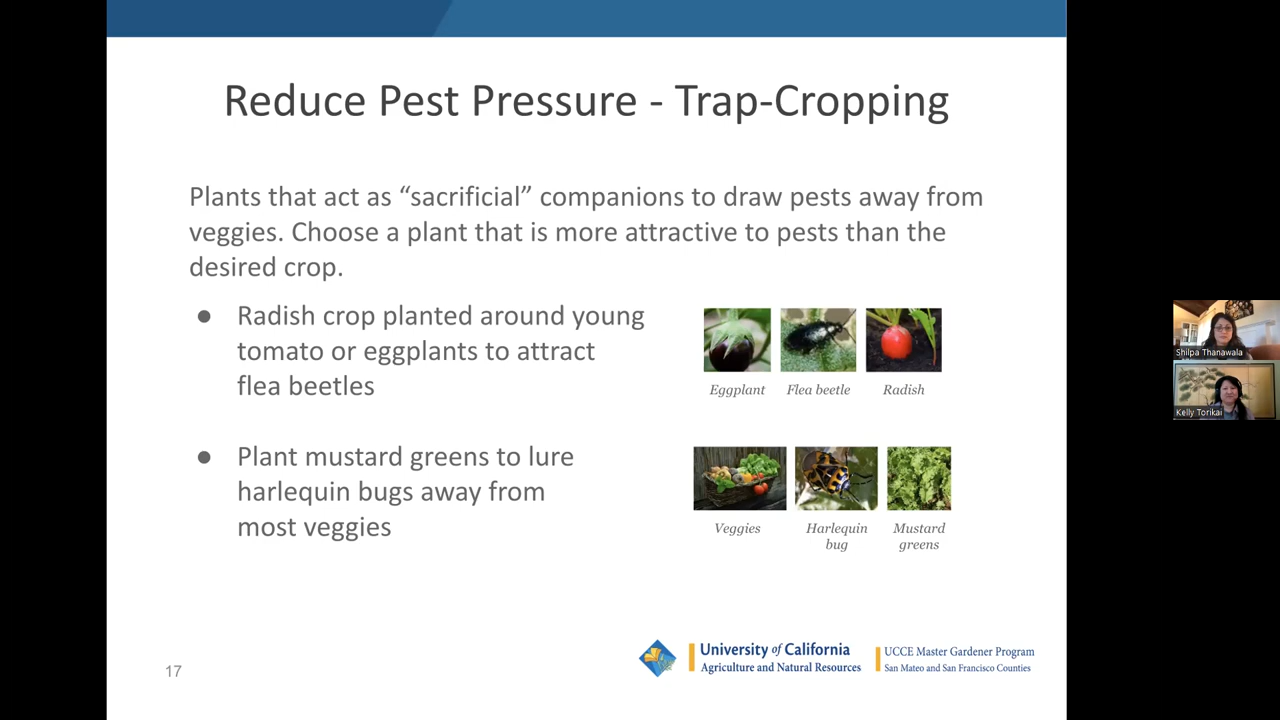 Reduce Pest Pressure - Trap-Cropping
Plants that act as “sacrificial” companions to draw pests away from
veggies. Choose a plant that is more attractive to pests than the
desired crop.
● Radish crop planted around young
tomato or eggplants to attract
flea beetles
Eggplant
Flea beetle
Radish
● Plant mustard greens to lure
harlequin bugs away from
most veggies
Veggies
Harlequin
bug
Mustard
greens
Shilpa Thanawala
Kelly Torikai
17
University of California
Agriculture and Natural Resources
UCCE Master Gardener Program
San Mateo and San Francisco Counties